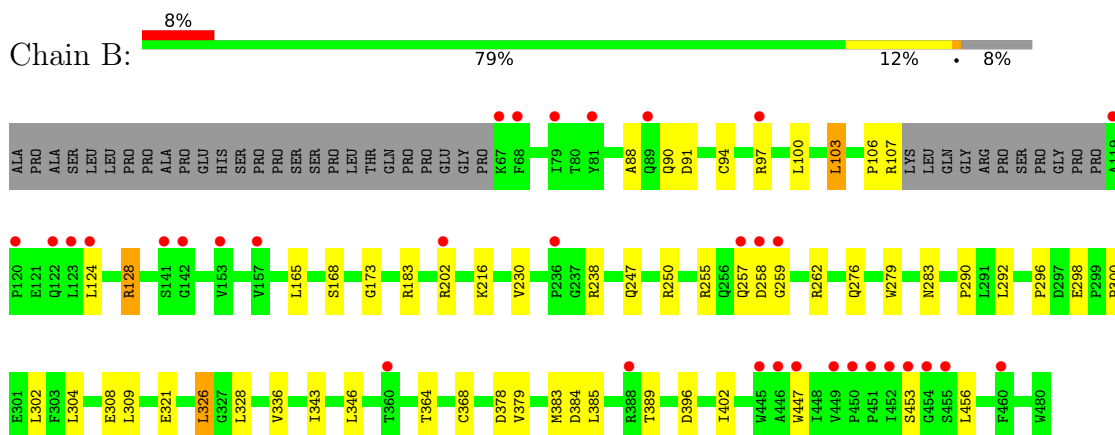 8%
Chain B:
79% 12% • 8%
ALA PRO ALA SER LEU LEU PRO PRO ALA PRO GLU HIS SER PRO PRO SER SER PRO LEU THR GLN PRO PRO GLU GLY PRO K67 F68 I79 T80 Y81 A88 Q89 Q90 D91 C94 R97 L100 L103 P106 R107 LYS LEU GLN GLY ARG PRO SER PRO GLY PRO PRO A119
P120 E121 Q122 L123 L124 R128 S141 G142 V153 V157 L165 S168 G173 R183 R202 K216 V230 P236 G237 R238 Q247 R250 R255 Q256 Q257 D258 G259 R262 Q276 W279 N283 P290 L291 L292 P296 D297 E298 P299 R300
E301 L302 F303 L304 E308 L309 E321 L326 G327 L328 V336 I343 L346 T360 T364 C368 D378 V379 M383 D384 L385 R388 T389 D396 I402 W445 A446 W447 I448 V449 P450 P451 I452 S453 G454 S455 L456 F460 W480